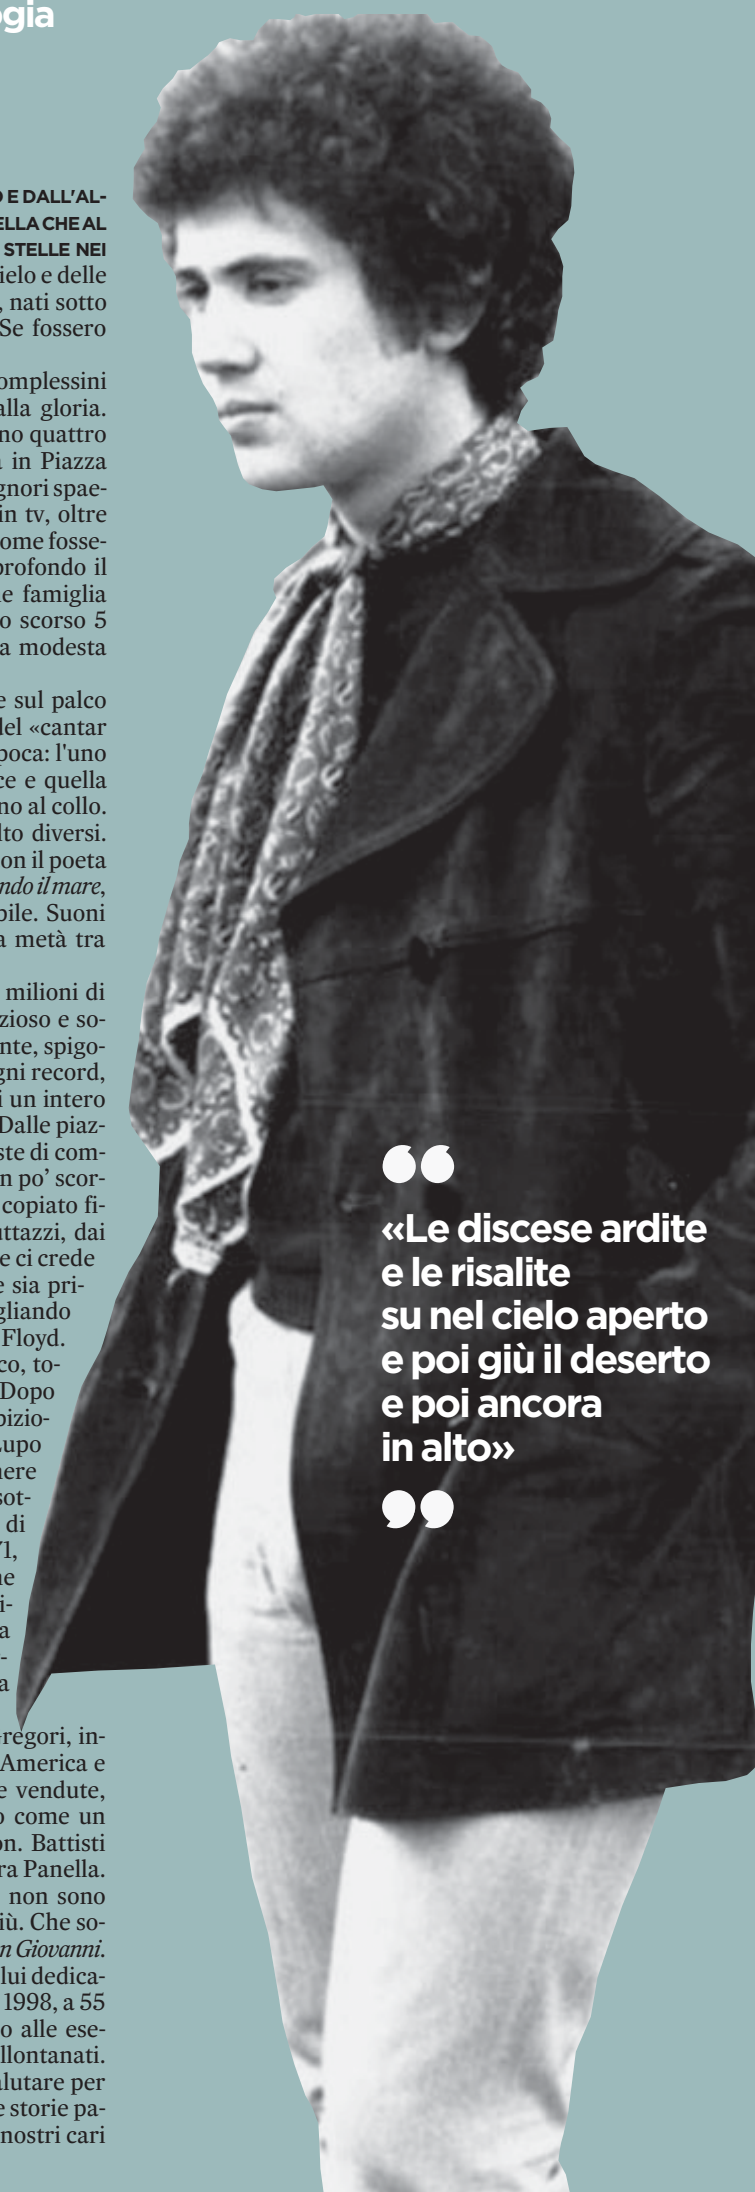 ogia
O E DALL'AL-
ELLA CHE AL
STELLE NEI
ielo e delle
, nati sotto
Se fossero
omplessini
alla gloria.
no quattro
a in Piazza
gnori spae-
in tv, oltre
ome fosse-
profondo il
e famiglia
o scorso 5
a modesta
e sul palco
del «cantar
poca: l'uno
ce e quella
no al collo.
lto diversi.
on il poeta
ndo il mare,
bile. Suoni
a metà tra
milioni di
zioso e so-
nte, spigo-
gni record,
i un intero
Dalle piaz-
ste di com-
n po' scor-
copiato fi-
uttazzi, dai
e ci crede
e sia pri-
gliando
Floyd.
co, to-
Dopo
pizio-
Lupo
nere
sot-
di
71,
ne
i-
a
-
a
Gregori, in-
America e
e vendute,
o come un
on. Battisti
ra Panella.
non sono
iù. Che so-
n Giovanni.
lui dedica-
1998, a 55
o alle ese-
llontanati.
alutare per
e storie pa-
nostri cari
“
«Le discese ardite
e le risalite
su nel cielo aperto
e poi giù il deserto
e poi ancora
in alto»
”